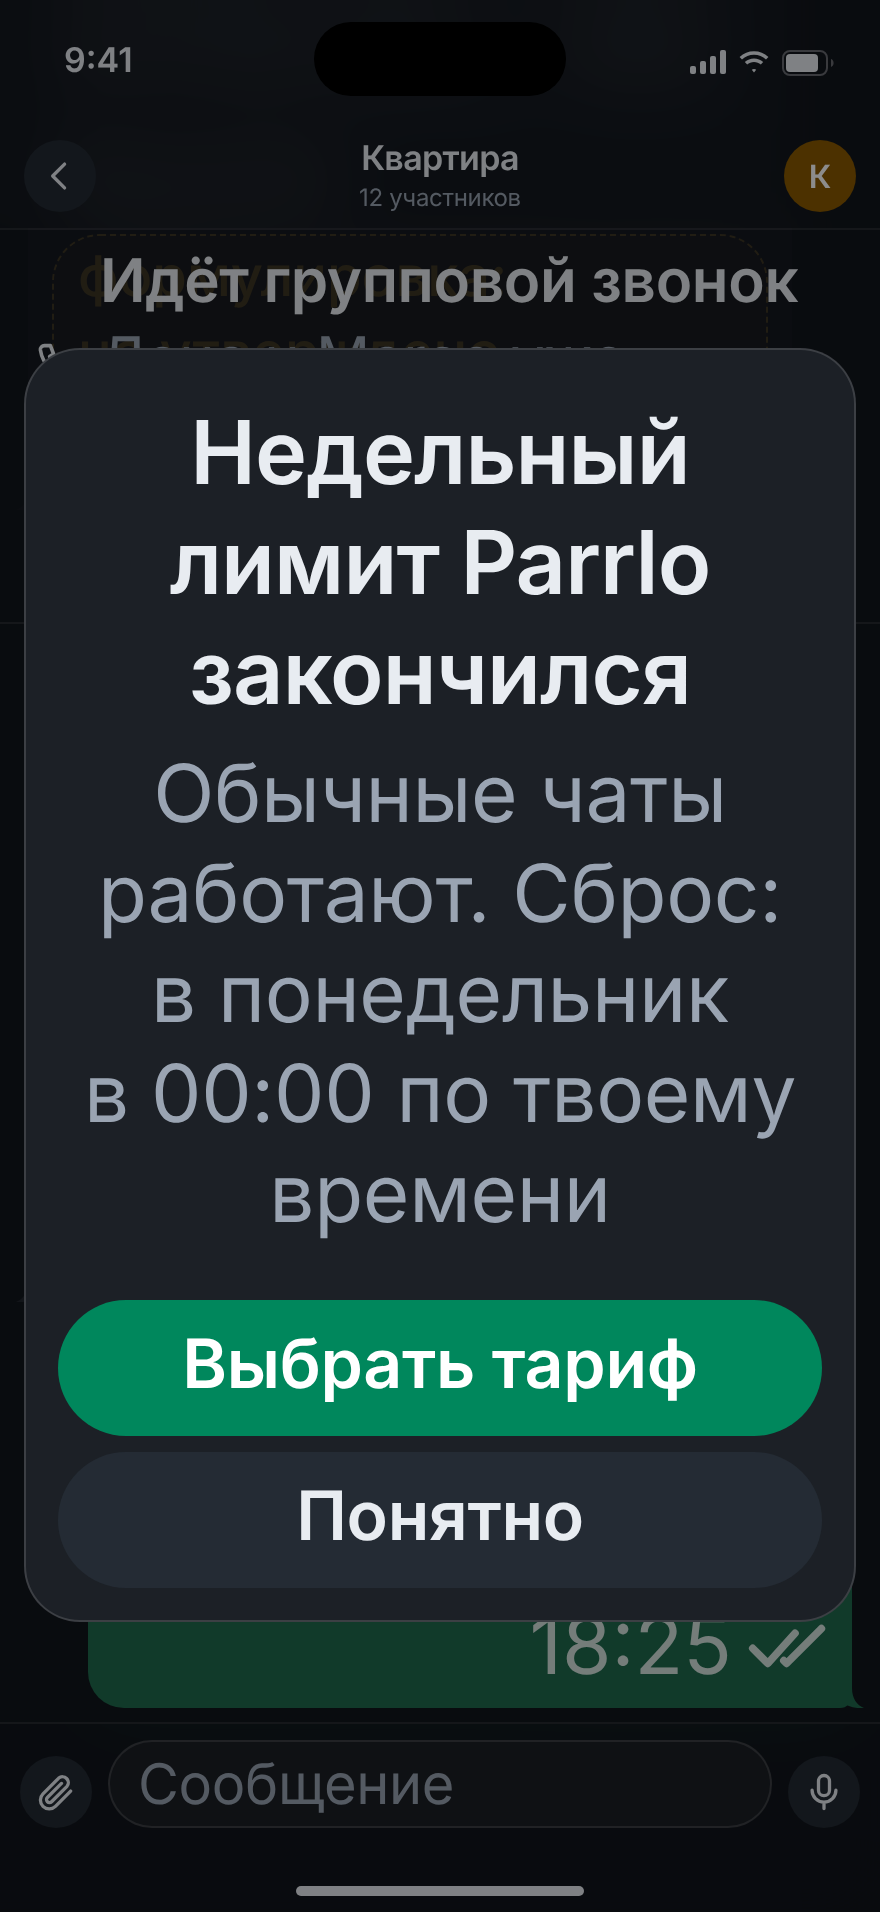 9:41
Квартира
12 участников
К
формулировка:
Идёт групповой звонок
Недельный
лимит Parrlo
закончился
Обычные чаты
работают. Сброс:
в понедельник
в 00:00 по твоему
времени
Выбрать тариф
Понятно
18:25
Сообщение